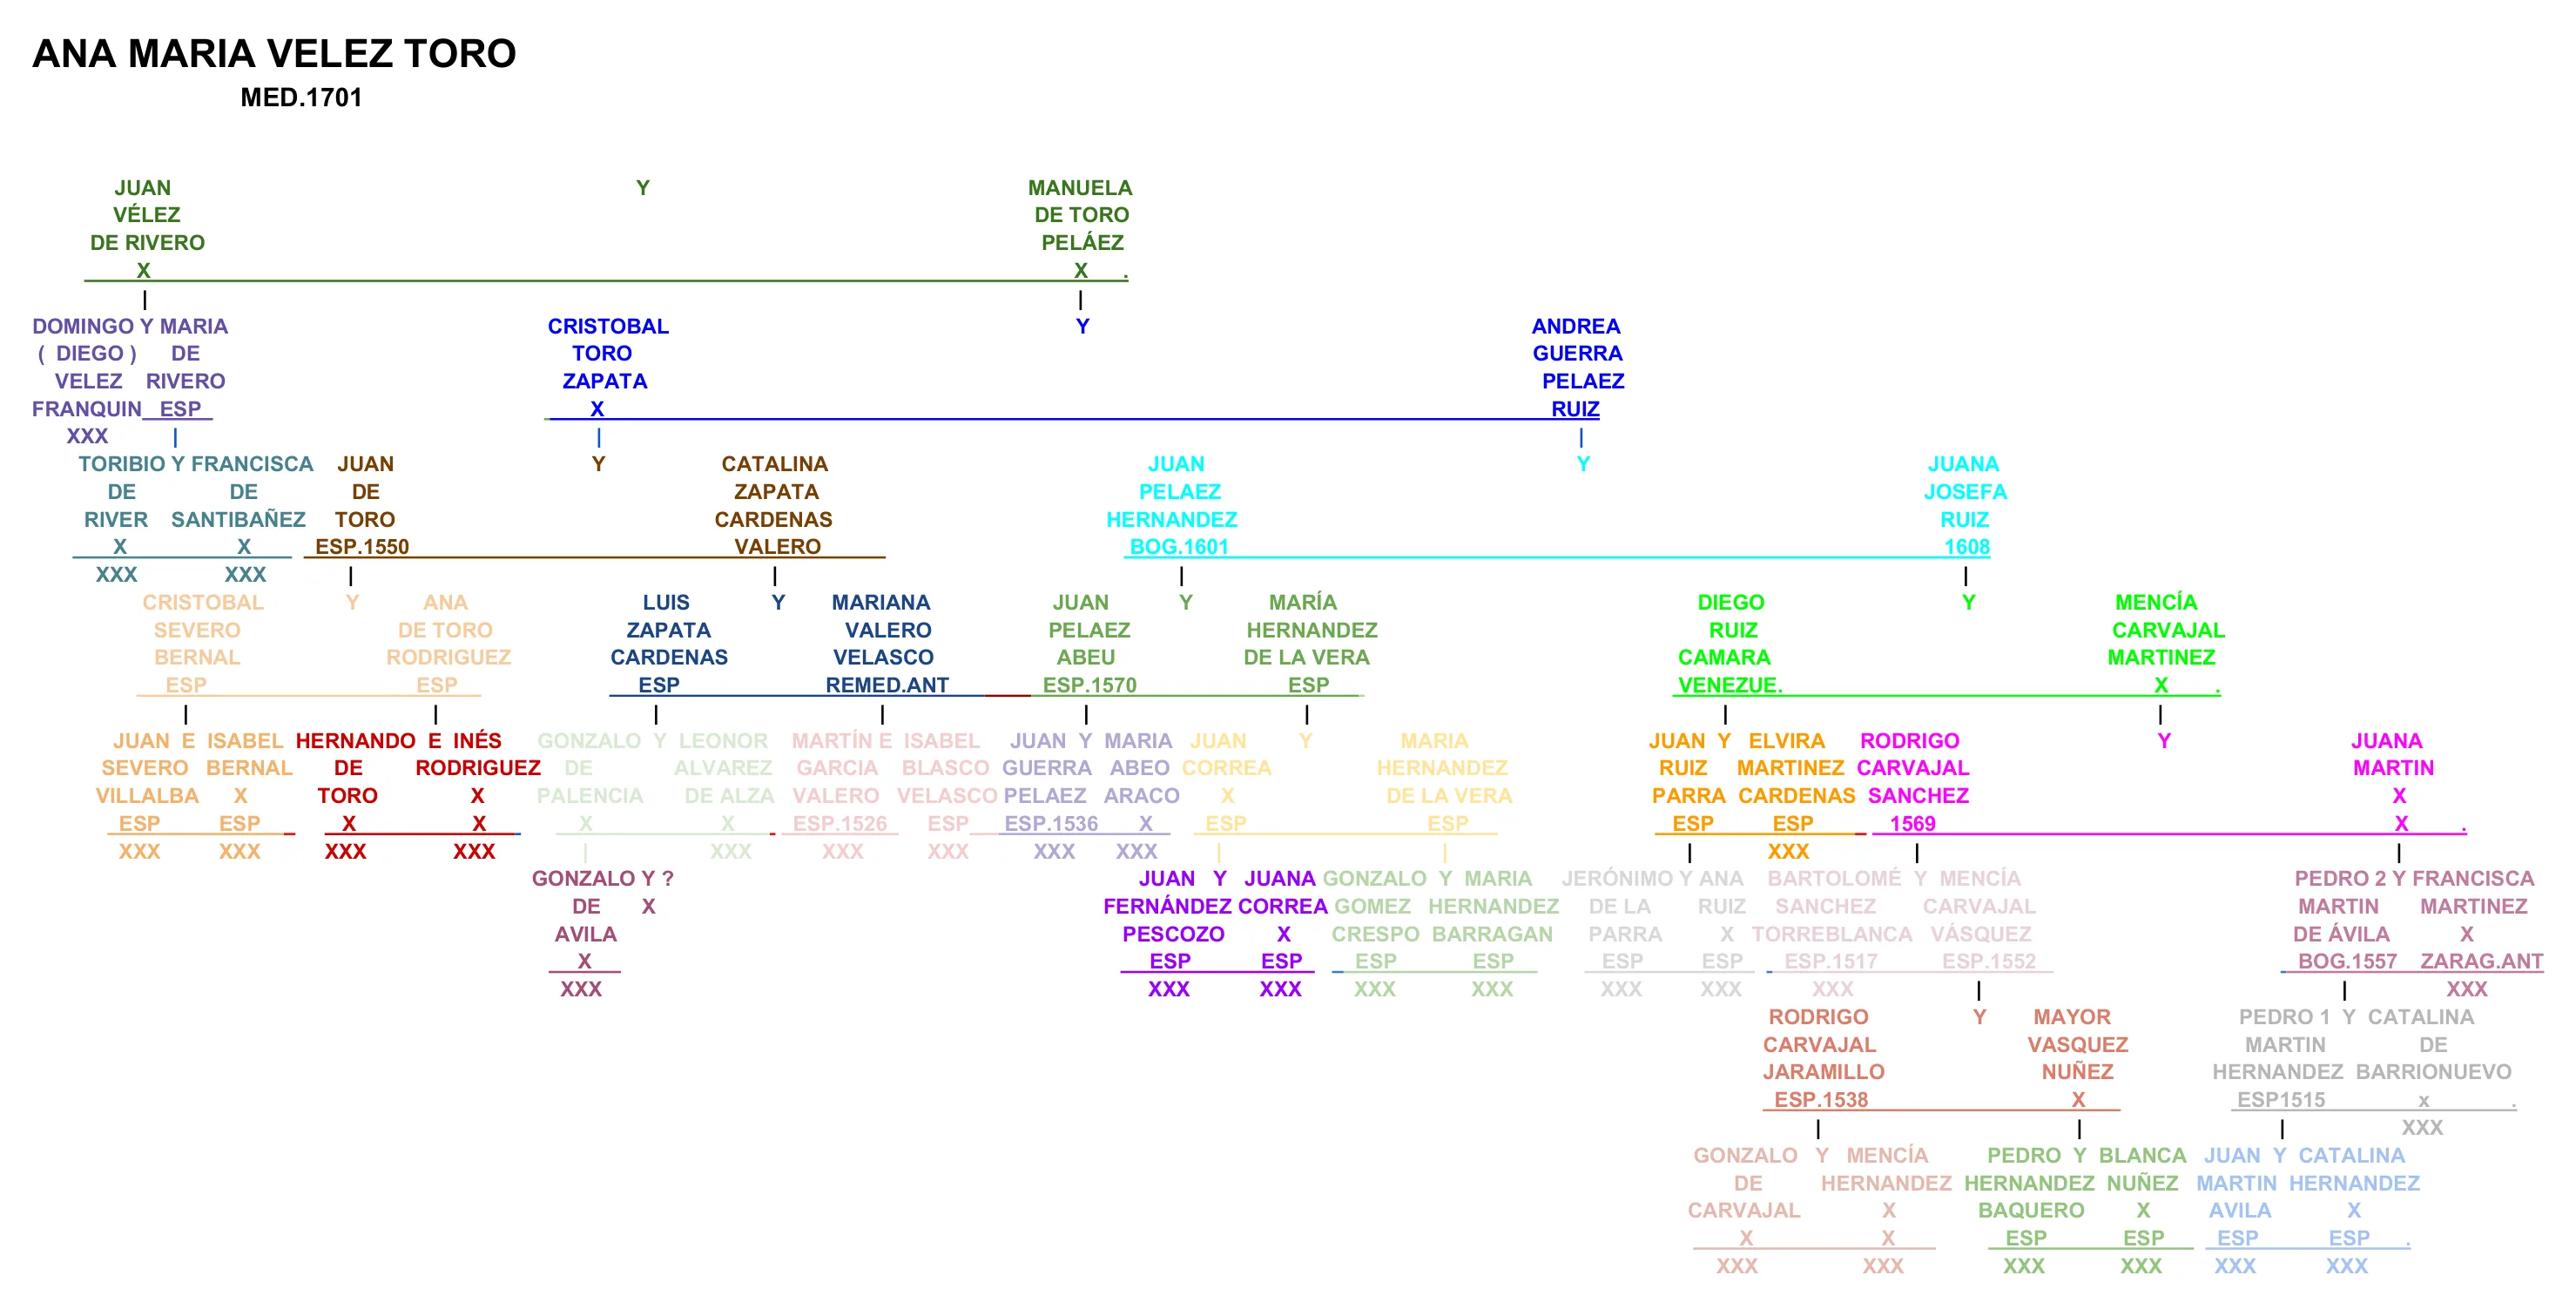 ANA MARIA VELEZ TORO
MED.1701
JUAN Y MANUELA
VÉLEZ DE TORO
DE RIVERO PELÁEZ
X X .
| |
DOMINGO Y MARIA CRISTOBAL Y ANDREA
( DIEGO ) DE TORO GUERRA
VELEZ RIVERO ZAPATA PELAEZ
FRANQUIN ESP X RUIZ
XXX | | |
TORIBIO Y FRANCISCA JUAN Y CATALINA JUAN Y JUANA
DE DE DE ZAPATA PELAEZ JOSEFA
RIVER SANTIBAÑEZ TORO CARDENAS HERNANDEZ RUIZ
X X ESP.1550 VALERO BOG.1601 1608
XXX XXX | | | |
CRISTOBAL Y ANA LUIS Y MARIANA JUAN Y MARÍA DIEGO Y MENCÍA
SEVERO DE TORO ZAPATA VALERO PELAEZ HERNANDEZ RUIZ CARVAJAL
BERNAL RODRIGUEZ CARDENAS VELASCO ABEU DE LA VERA CAMARA MARTINEZ
ESP ESP ESP REMED.ANT ESP.1570 ESP VENEZUE. X .
| | | | | | | |
JUAN E ISABEL HERNANDO E INÉS GONZALO Y LEONOR MARTÍN E ISABEL JUAN Y MARIA JUAN Y MARIA JUAN Y ELVIRA RODRIGO Y JUANA
SEVERO BERNAL DE RODRIGUEZ DE ALVAREZ GARCIA BLASCO GUERRA ABEO CORREA HERNANDEZ RUIZ MARTINEZ CARVAJAL MARTIN
VILLALBA X TORO X PALENCIA DE ALZA VALERO VELASCO PELAEZ ARACO X DE LA VERA PARRA CARDENAS SANCHEZ X
ESP ESP X X X X ESP.1526 ESP ESP.1536 X ESP ESP ESP ESP 1569 X .
XXX XXX XXX XXX | XXX XXX XXX XXX XXX | | | XXX | |
GONZALO Y ? JUAN Y JUANA GONZALO Y MARIA JERÓNIMO Y ANA BARTOLOMÉ Y MENCÍA PEDRO 2 Y FRANCISCA
DE X FERNÁNDEZ CORREA GOMEZ HERNANDEZ DE LA RUIZ SANCHEZ CARVAJAL MARTIN MARTINEZ
AVILA PESCOZO X CRESPO BARRAGAN PARRA X TORREBLANCA VÁSQUEZ DE ÁVILA X
X ESP ESP ESP ESP ESP ESP ESP.1517 ESP.1552 BOG.1557 ZARAG.ANT
XXX XXX XXX XXX XXX XXX XXX XXX | | XXX
RODRIGO Y MAYOR PEDRO 1 Y CATALINA
CARVAJAL VASQUEZ MARTIN DE
JARAMILLO NUÑEZ HERNANDEZ BARRIONUEVO
ESP.1538 X ESP1515 x .
| | | XXX
GONZALO Y MENCÍA PEDRO Y BLANCA JUAN Y CATALINA
DE HERNANDEZ HERNANDEZ NUÑEZ MARTIN HERNANDEZ
CARVAJAL X BAQUERO X AVILA X
X X ESP ESP ESP ESP .
XXX XXX XXX XXX XXX XXX